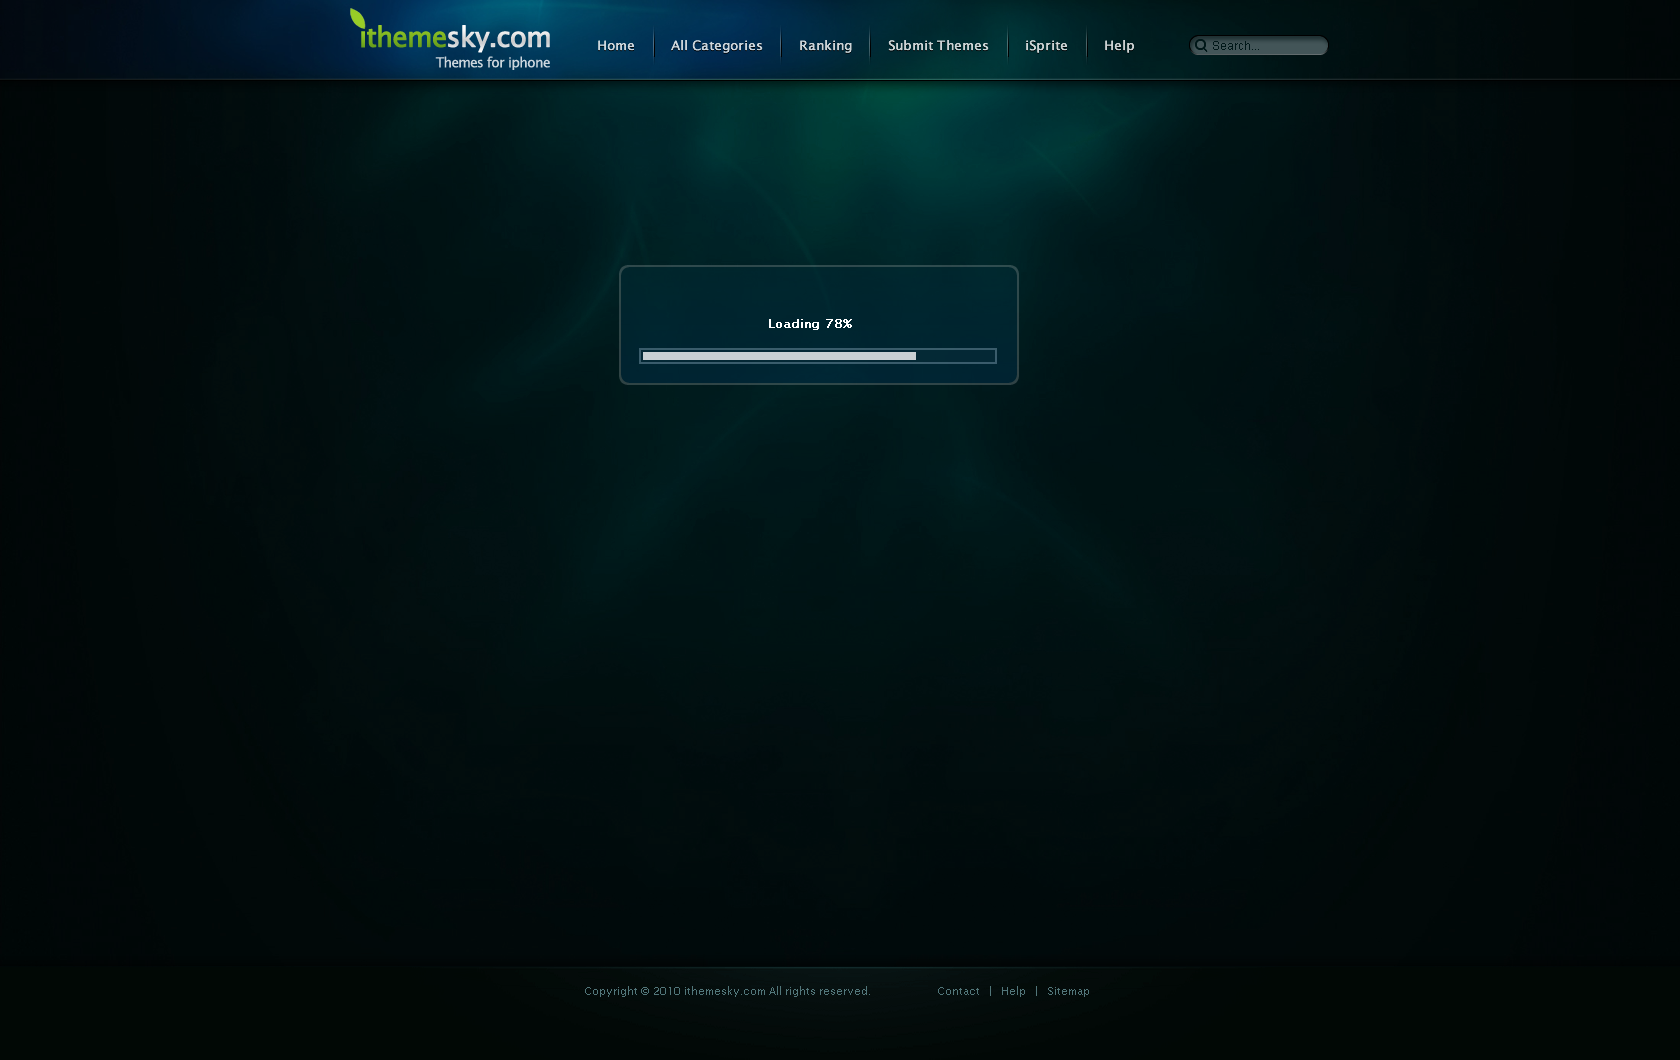 ithemesky.com
Themes for iphone
Home
All Categories
Ranking
Submit Themes
iSprite
Help
Search...
Loading 78%
Copyright © 2010 ithemesky.com All rights reserved.
Contact | Help | Sitemap